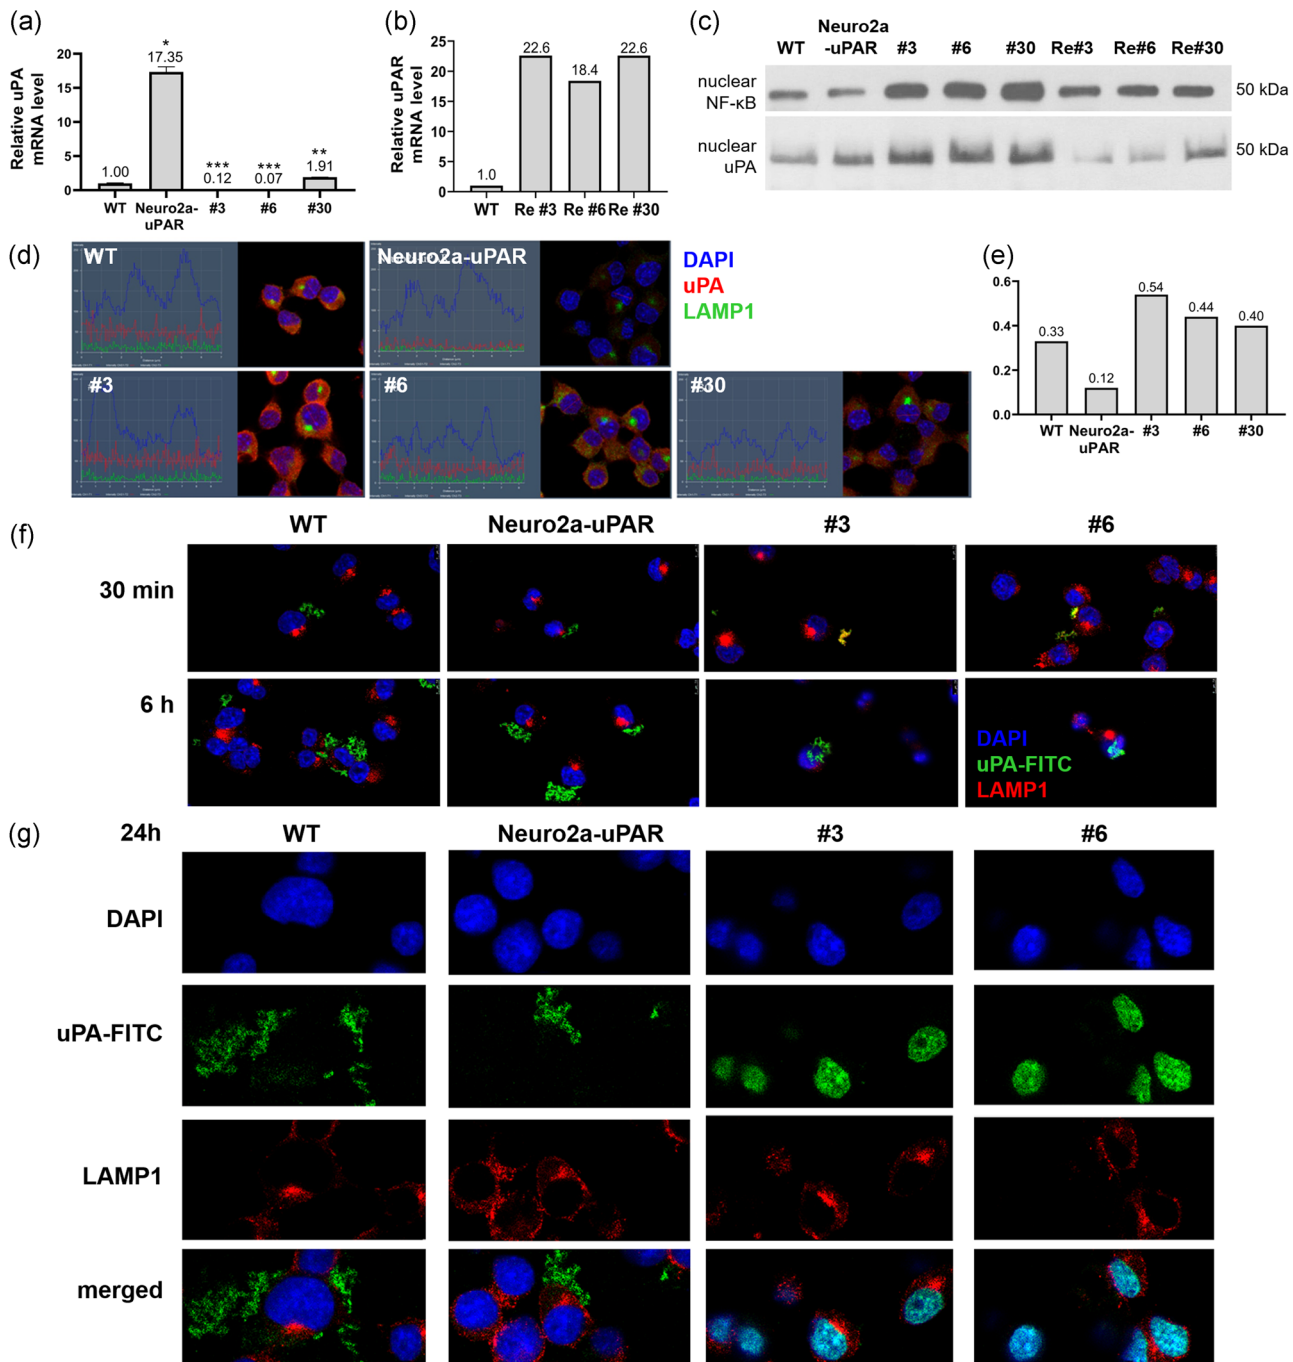 (a)
Relative uPA
mRNA level
20
15
10
5
0
1.00
*
17.35
***
0.12
***
0.07
**
1.91
WT
Neuro2a-
uPAR
#3
#6
#30
(b)
Relative uPAR
mRNA level
25
20
15
10
5
0
1.0
22.6
18.4
22.6
WT
Re #3
Re #6
Re #30
(c)
WT
Neuro2a
-uPAR
#3
#6
#30
Re#3
Re#6
Re#30
nuclear
NF-κB
50 kDa
nuclear
uPA
50 kDa
(d)
WT
Neuro2a-uPAR
DAPI
uPA
LAMP1
#3
#6
#30
(e)
0.6
0.4
0.2
0.0
0.33
0.12
0.54
0.44
0.40
WT
Neuro2a-
uPAR
#3
#6
#30
(f)
WT
Neuro2a-uPAR
#3
#6
30 min
6 h
DAPI
uPA-FITC
LAMP1
(g)
24h
WT
Neuro2a-uPAR
#3
#6
DAPI
uPA-FITC
LAMP1
merged